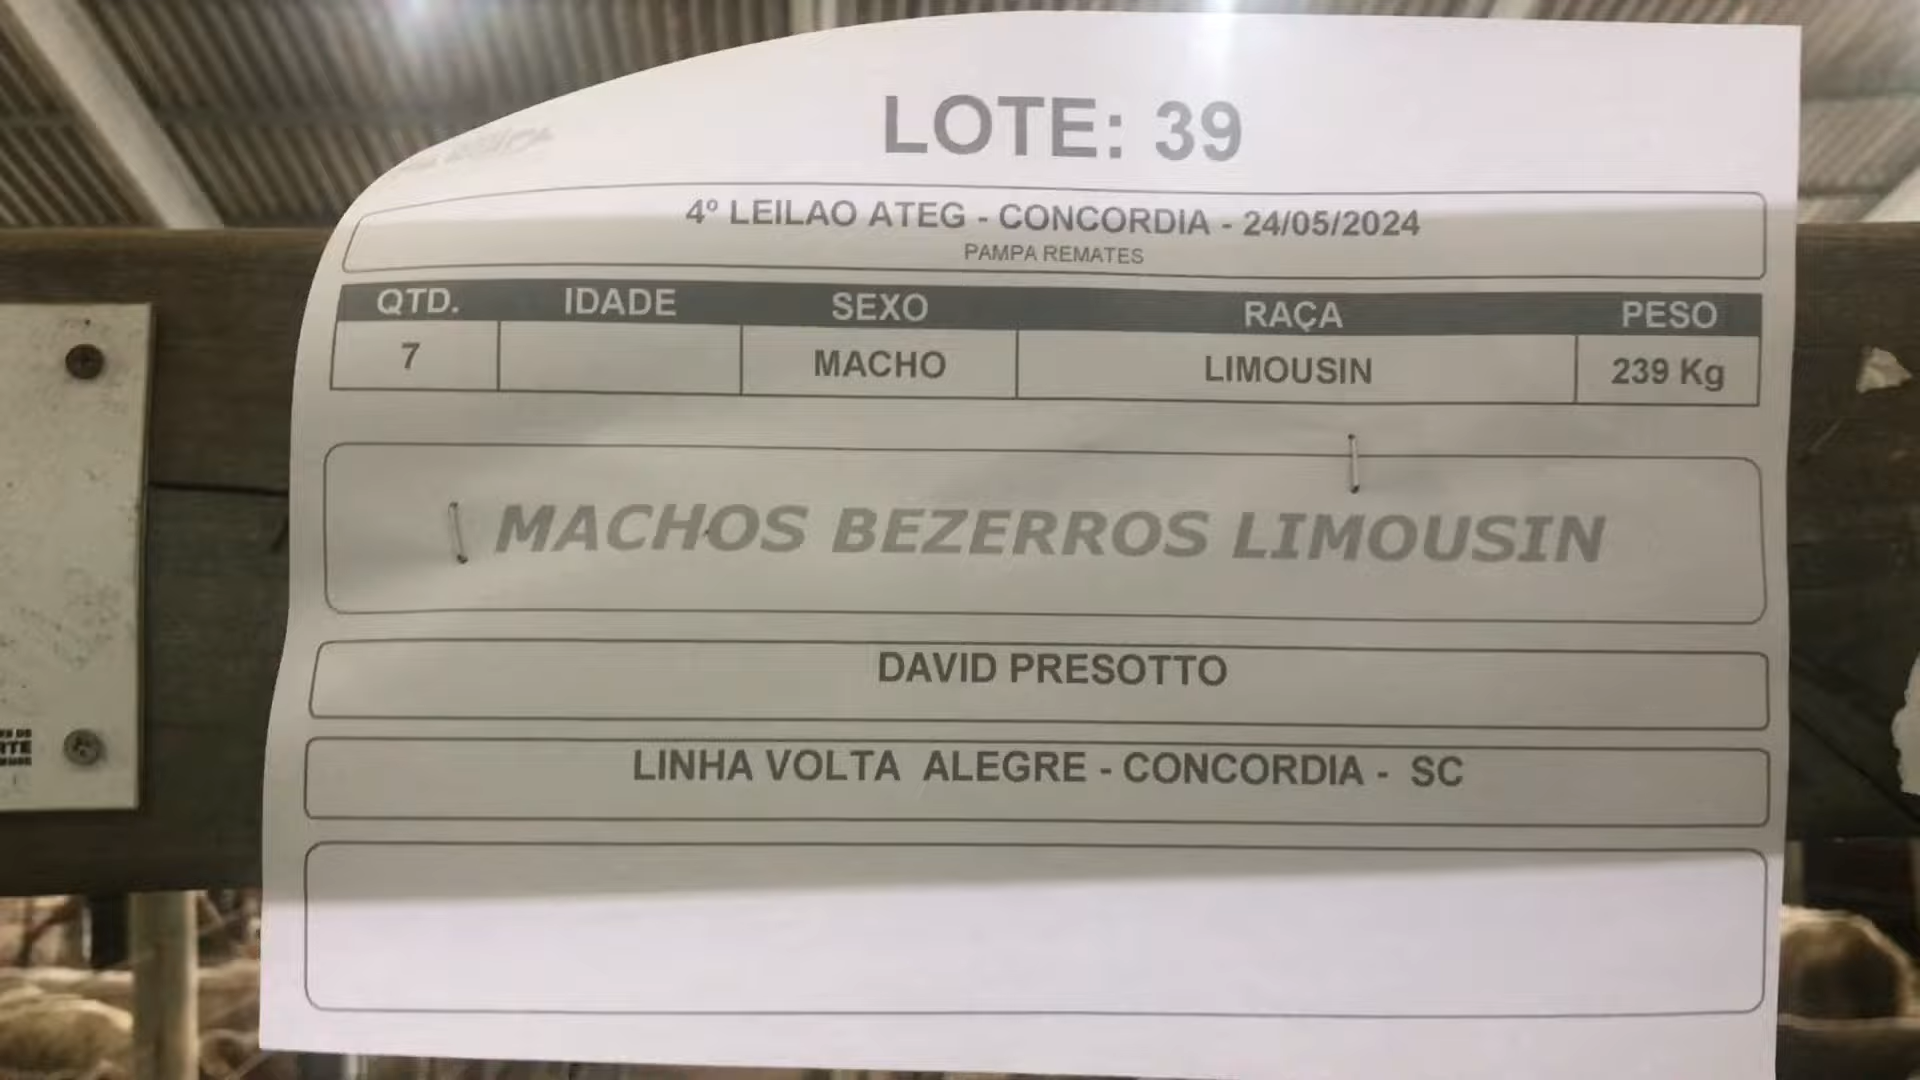 LOTE: 39
4º LEILAO ATEG - CONCORDIA - 24/05/2024
PAMPA REMATES
QTD. IDADE SEXO RAÇA PESO
7 MACHO LIMOUSIN 239 Kg
MACHOS BEZERROS LIMOUSIN
DAVID PRESOTTO
LINHA VOLTA ALEGRE - CONCORDIA - SC